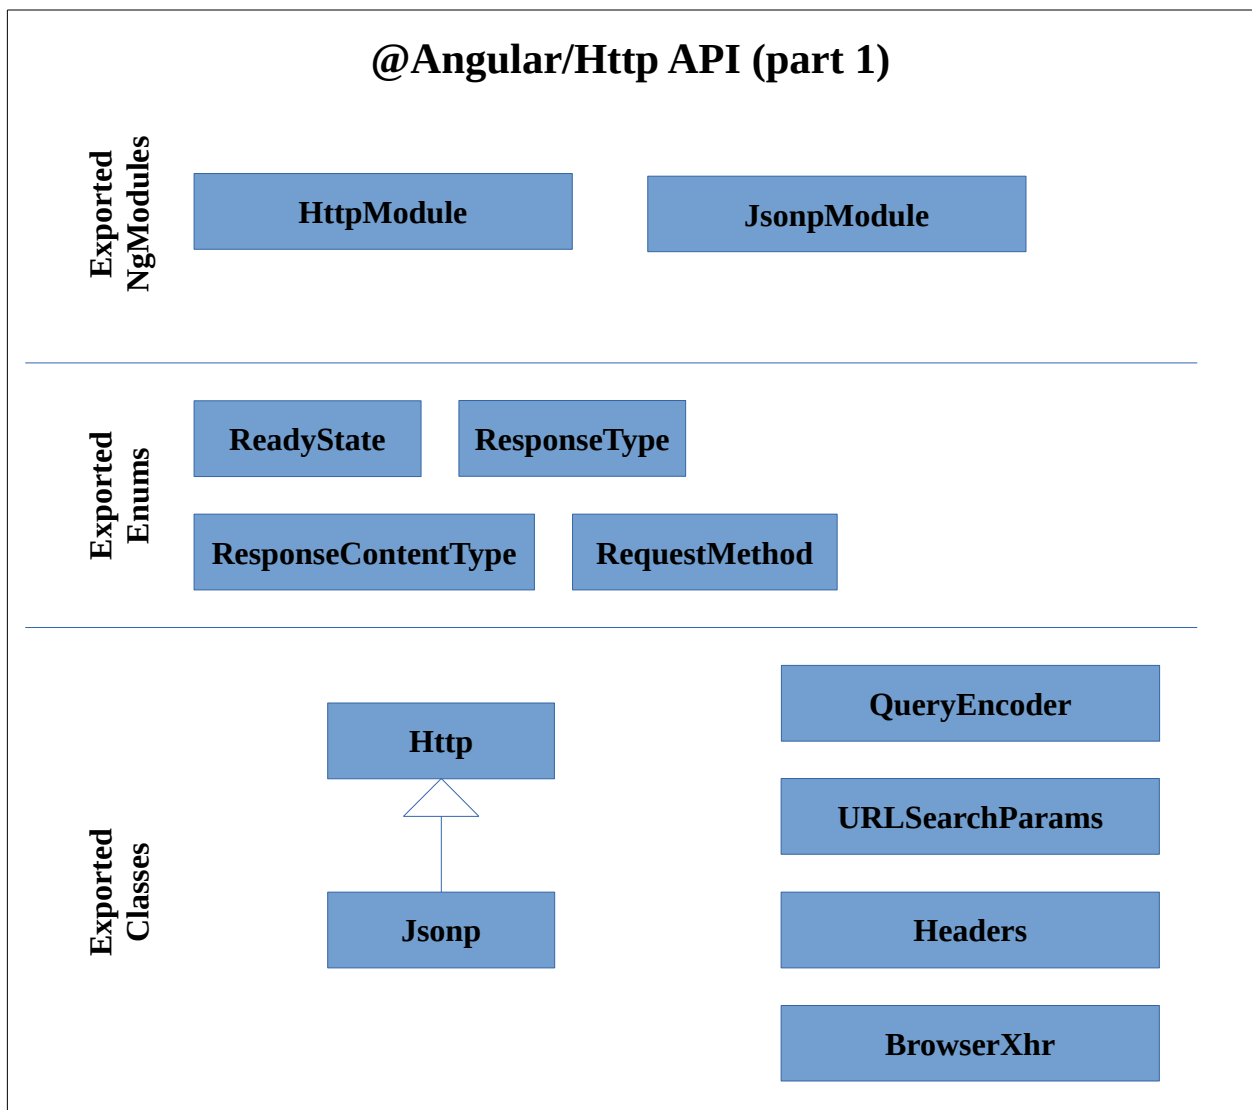 @Angular/Http API (part 1)
Exported
NgModules
HttpModule
JsonpModule
Exported
Enums
ReadyState
ResponseType
ResponseContentType
RequestMethod
Exported
Classes
Http
Jsonp
QueryEncoder
URLSearchParams
Headers
BrowserXhr